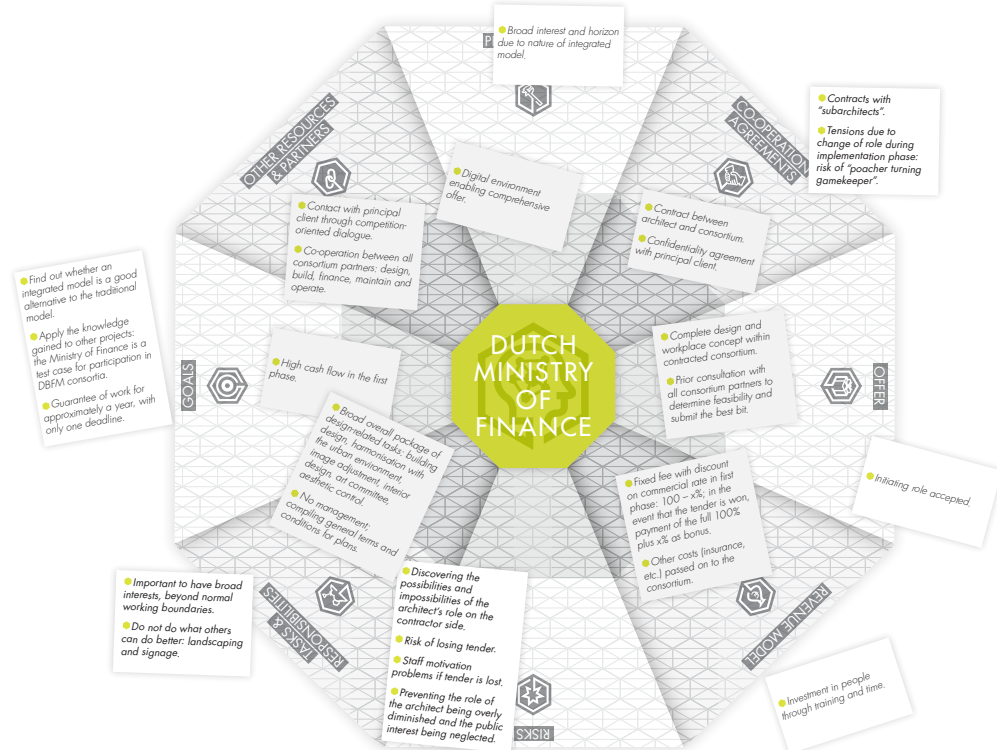 Broad interest and horizon
due to nature of integrated
model.
OTHER RESOURCES
& PARTNERS
CO-OPERATION
AGREEMENTS
Contracts with
“subarchitects”.
Tensions due to
change of role during
implementation phase:
risk of “poacher turning
gamekeeper”.
Digital environment
enabling comprehensive
offer.
Contact with principal
client through competition-
oriented dialogue.
Co-operation between all
consortium partners: design,
build, finance, maintain and
operate.
Contract between
architect and consortium.
Confidentiality agreement
with principal client.
Find out whether an
integrated model is a good
alternative to the traditional
model.
Apply the knowledge
gained to other projects:
the Ministry of Finance is a
test case for participation in
DBFM consortia.
Guarantee of work for
approximately a year, with
only one deadline.
GOALS
High cash flow in the first
phase.
DUTCH
MINISTRY
OF
FINANCE
Complete design and
workplace concept within
contracted consortium.
Prior consultation with
all consortium partners to
determine feasibility and
submit the best bit.
OFFER
Initiating role accepted.
Broad overall package of
design-related tasks: building
design, harmonisation with
the urban environment,
image adjustment, interior
design, art committee,
aesthetic control.
No management;
compiling general terms and
conditions for plans.
Fixed fee with discount
on commercial rate in first
phase: 100 – x%; in the
event that the tender is won,
payment of the full 100%
plus x% as bonus.
Other costs (insurance,
etc.) passed on to the
consortium.
Important to have broad
interests, beyond normal
working boundaries.
Do not do what others
can do better: landscaping
and signage.
TASKS &
RESPONSIBILITIES
Discovering the
possibilities and
impossibilities of the
architect’s role on the
contractor side.
Risk of losing tender.
Staff motivation
problems if tender is lost.
Preventing the role of
the architect being overly
diminished and the public
interest being neglected.
RISKS
REVENUE MODEL
Investment in people
through training and time.